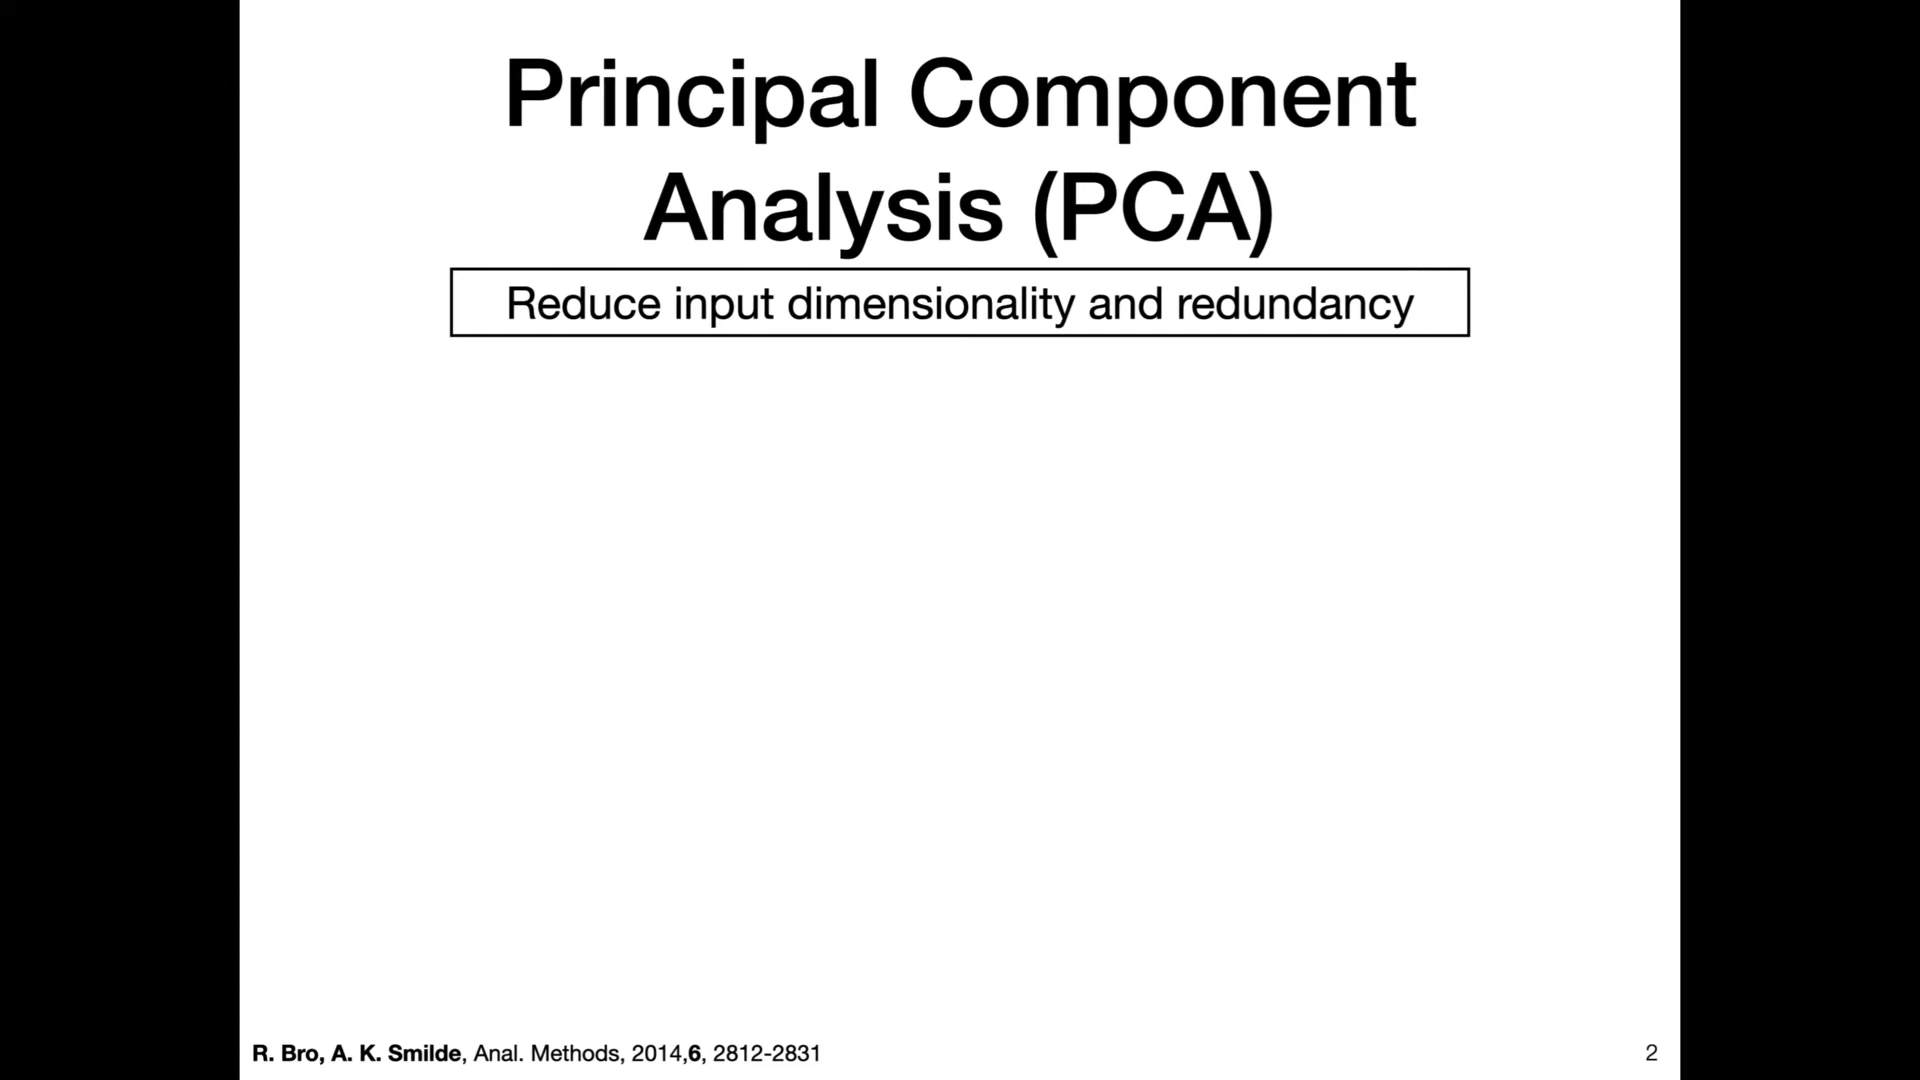 Principal Component
Analysis (PCA)
Reduce input dimensionality and redundancy
R. Bro, A. K. Smilde, Anal. Methods, 2014,6, 2812-2831
2